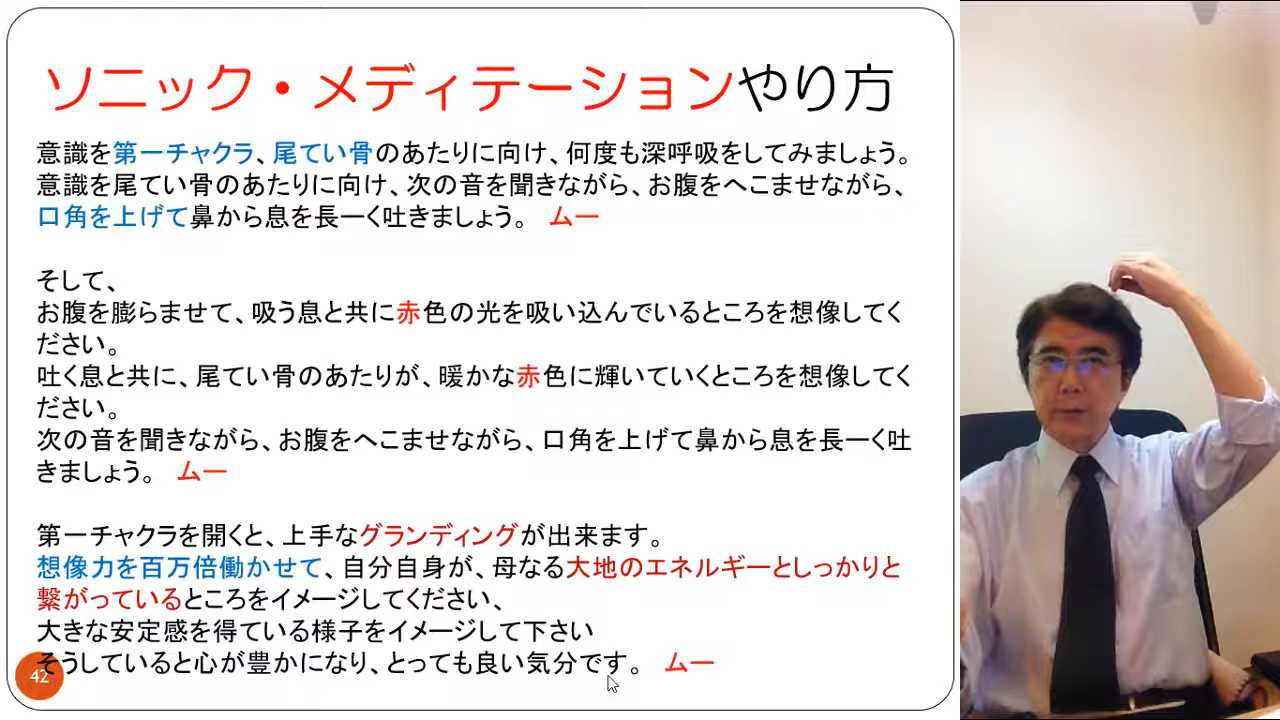 ソニック・メディテーションやり方
意識を第一チャクラ、尾てい骨のあたりに向け、何度も深呼吸をしてみましょう。
意識を尾てい骨のあたりに向け、次の音を聞きながら、お腹をへこませながら、
口角を上げて鼻から息を長ーく吐きましょう。 ムー
そして、
お腹を膨らませて、吸う息と共に赤色の光を吸い込んでいるところを想像してく
ださい。
吐く息と共に、尾てい骨のあたりが、暖かな赤色に輝いていくところを想像してく
ださい。
次の音を聞きながら、お腹をへこませながら、口角を上げて鼻から息を長ーく吐
きましょう。 ムー
第一チャクラを開くと、上手なグランディングが出来ます。
想像力を百万倍働かせて、自分自身が、母なる大地のエネルギーとしっかりと
繋がっているところをイメージしてください、
大きな安定感を得ている様子をイメージして下さい
そうしていると心が豊かになり、とっても良い気分です。 ムー
42